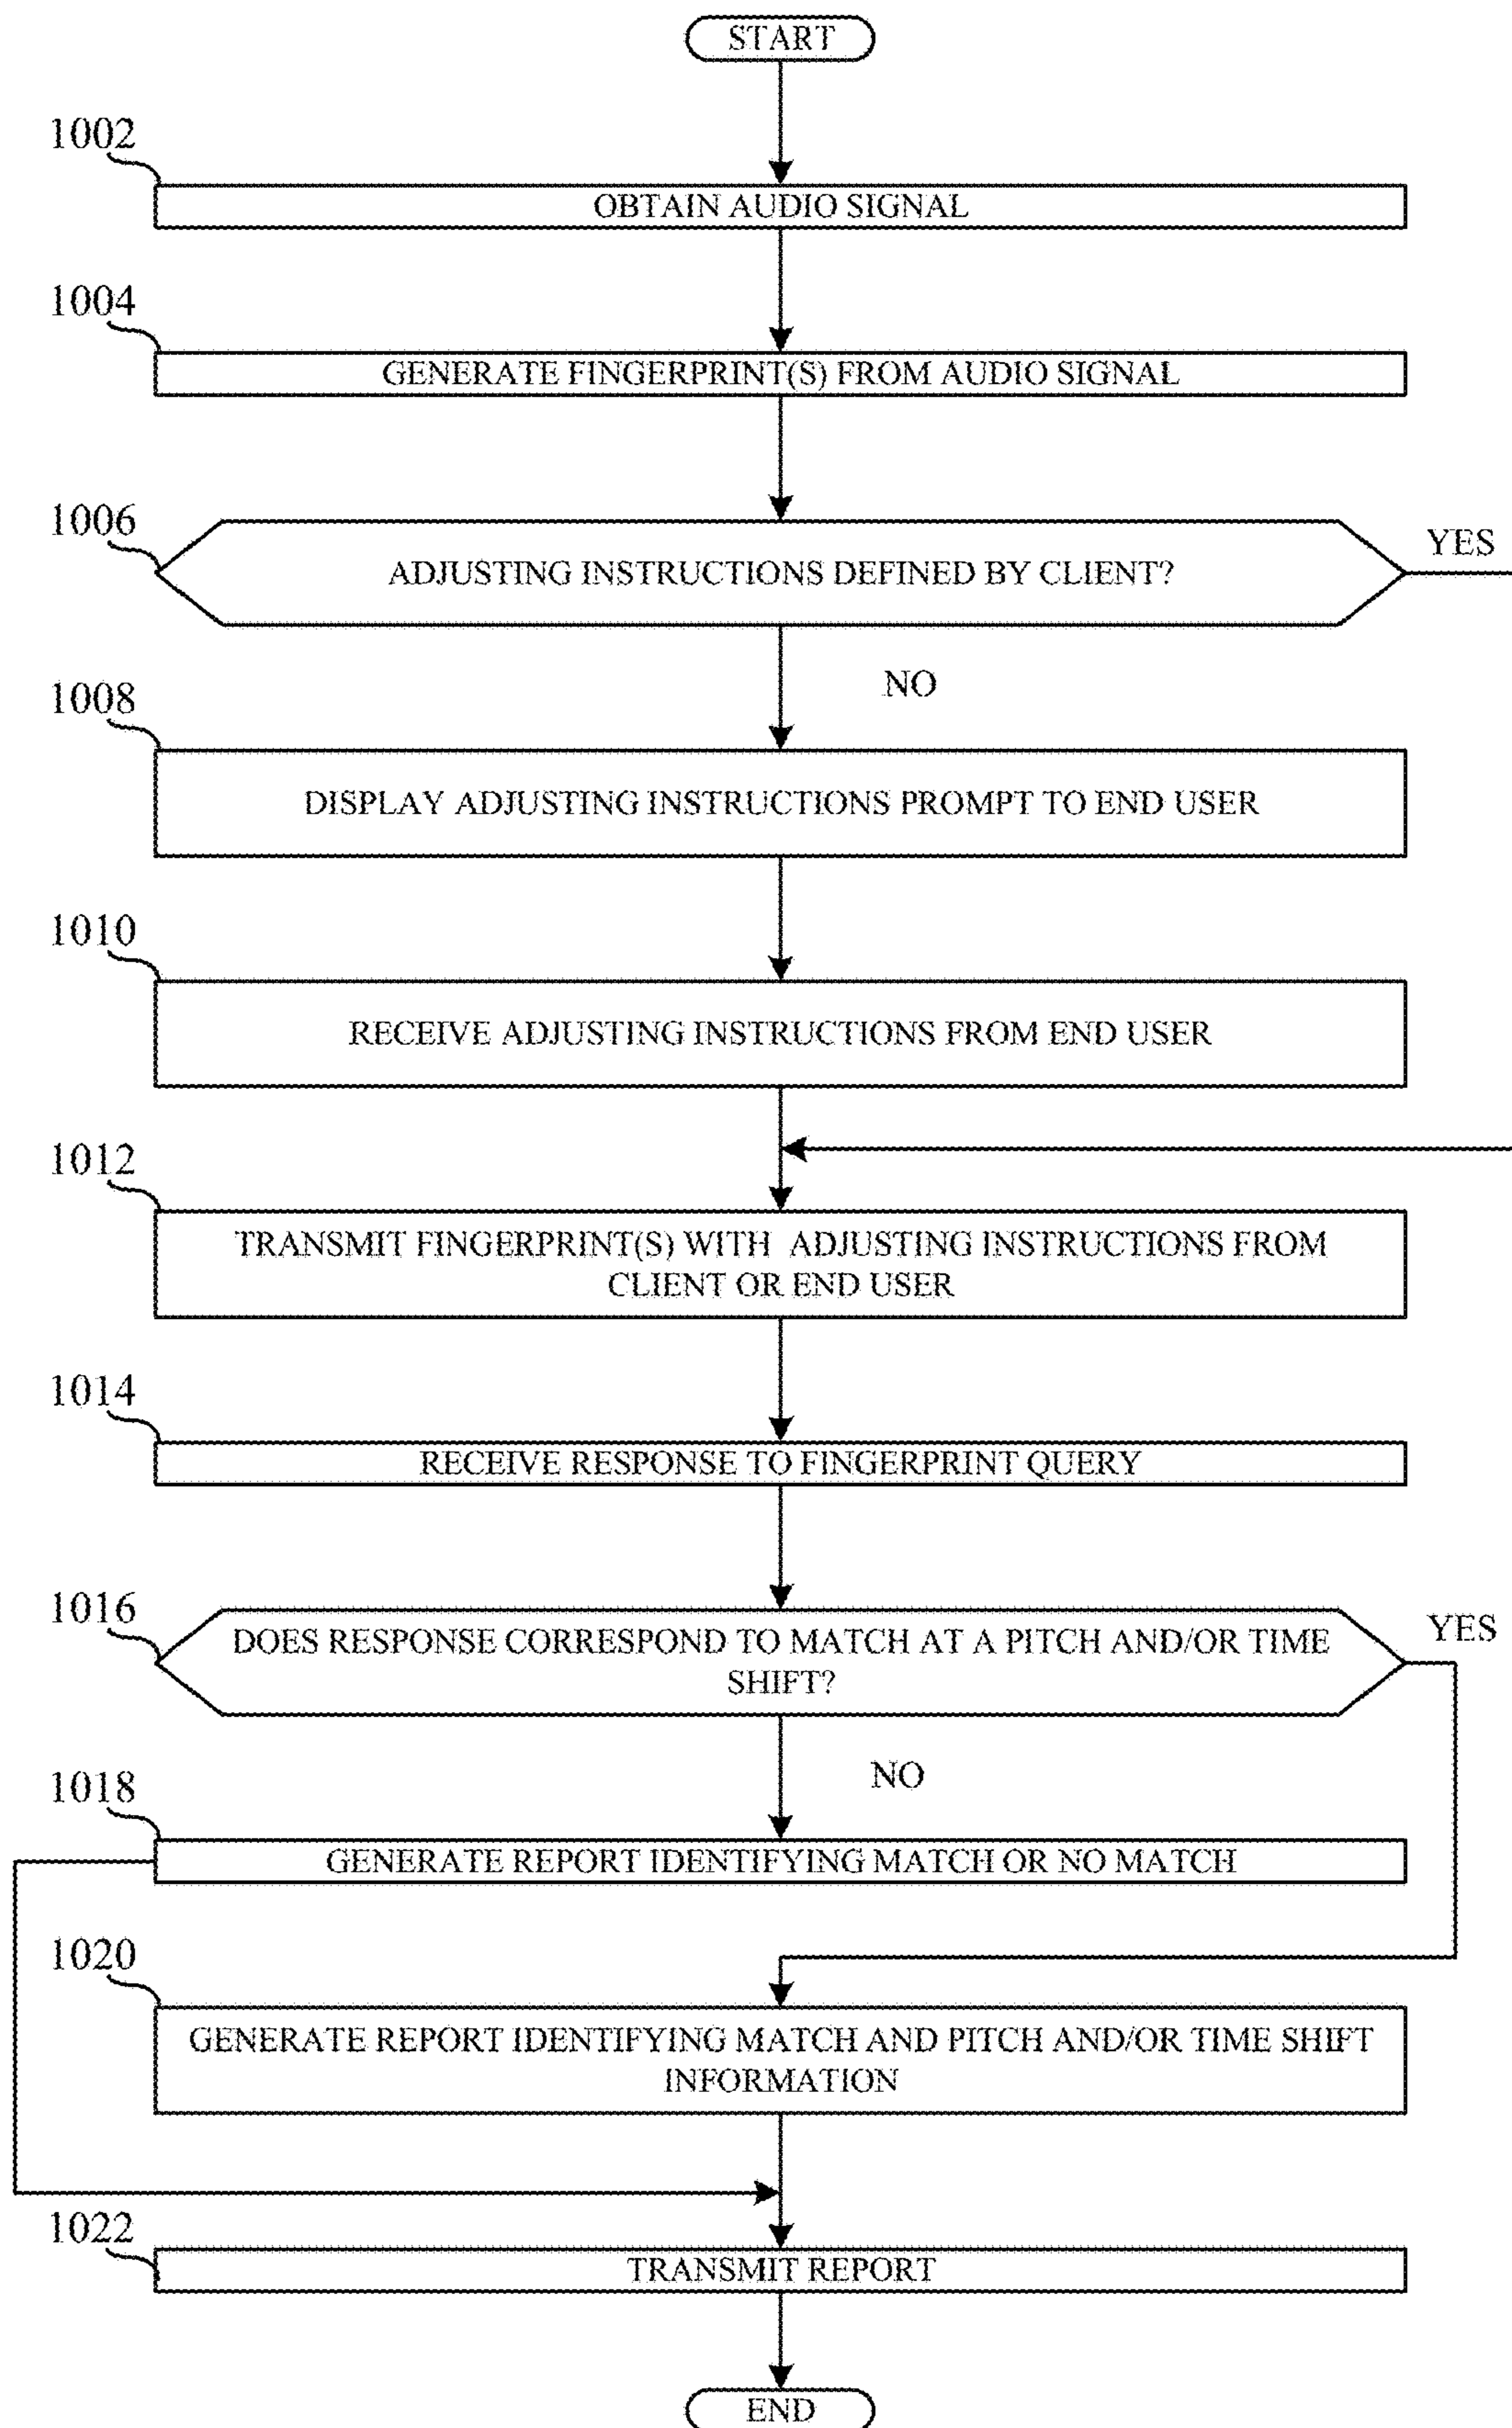 START
1002
OBTAIN AUDIO SIGNAL
1004
GENERATE FINGERPRINT(S) FROM AUDIO SIGNAL
1006
YES
ADJUSTING INSTRUCTIONS DEFINED BY CLIENT?
NO
1008
DISPLAY ADJUSTING INSTRUCTIONS PROMPT TO END USER
1010
RECEIVE ADJUSTING INSTRUCTIONS FROM END USER
1012
TRANSMIT FINGERPRINT(S) WITH ADJUSTING INSTRUCTIONS FROM
CLIENT OR END USER
1014
RECEIVE RESPONSE TO FINGERPRINT QUERY
1016
YES
DOES RESPONSE CORRESPOND TO MATCH AT A PITCH AND/OR TIME
SHIFT?
NO
1018
GENERATE REPORT IDENTIFYING MATCH OR NO MATCH
1020
GENERATE REPORT IDENTIFYING MATCH AND PITCH AND/OR TIME SHIFT
INFORMATION
1022
TRANSMIT REPORT
END